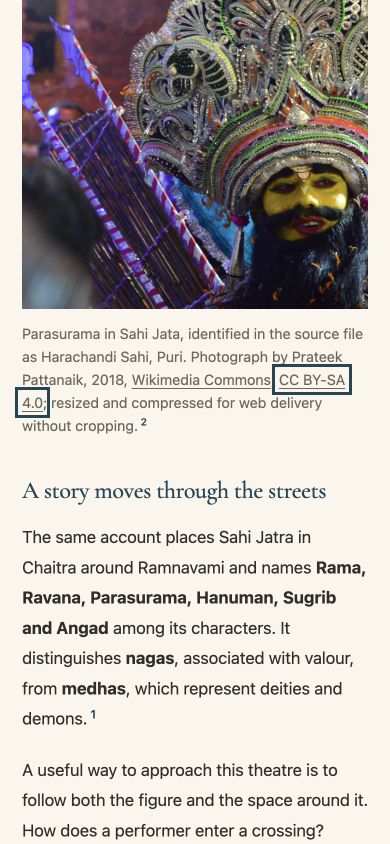 Parasurama in Sahi Jata, identified in the source file
as Harachandi Sahi, Puri. Photograph by Prateek
Pattanaik, 2018, Wikimedia Commons, CC BY-SA
4.0; resized and compressed for web delivery
without cropping. 2
A story moves through the streets
The same account places Sahi Jatra in
Chaitra around Ramnavami and names Rama,
Ravana, Parasurama, Hanuman, Sugrib
and Angad among its characters. It
distinguishes nagas, associated with valour,
from medhas, which represent deities and
demons. 1
A useful way to approach this theatre is to
follow both the figure and the space around it.
How does a performer enter a crossing?